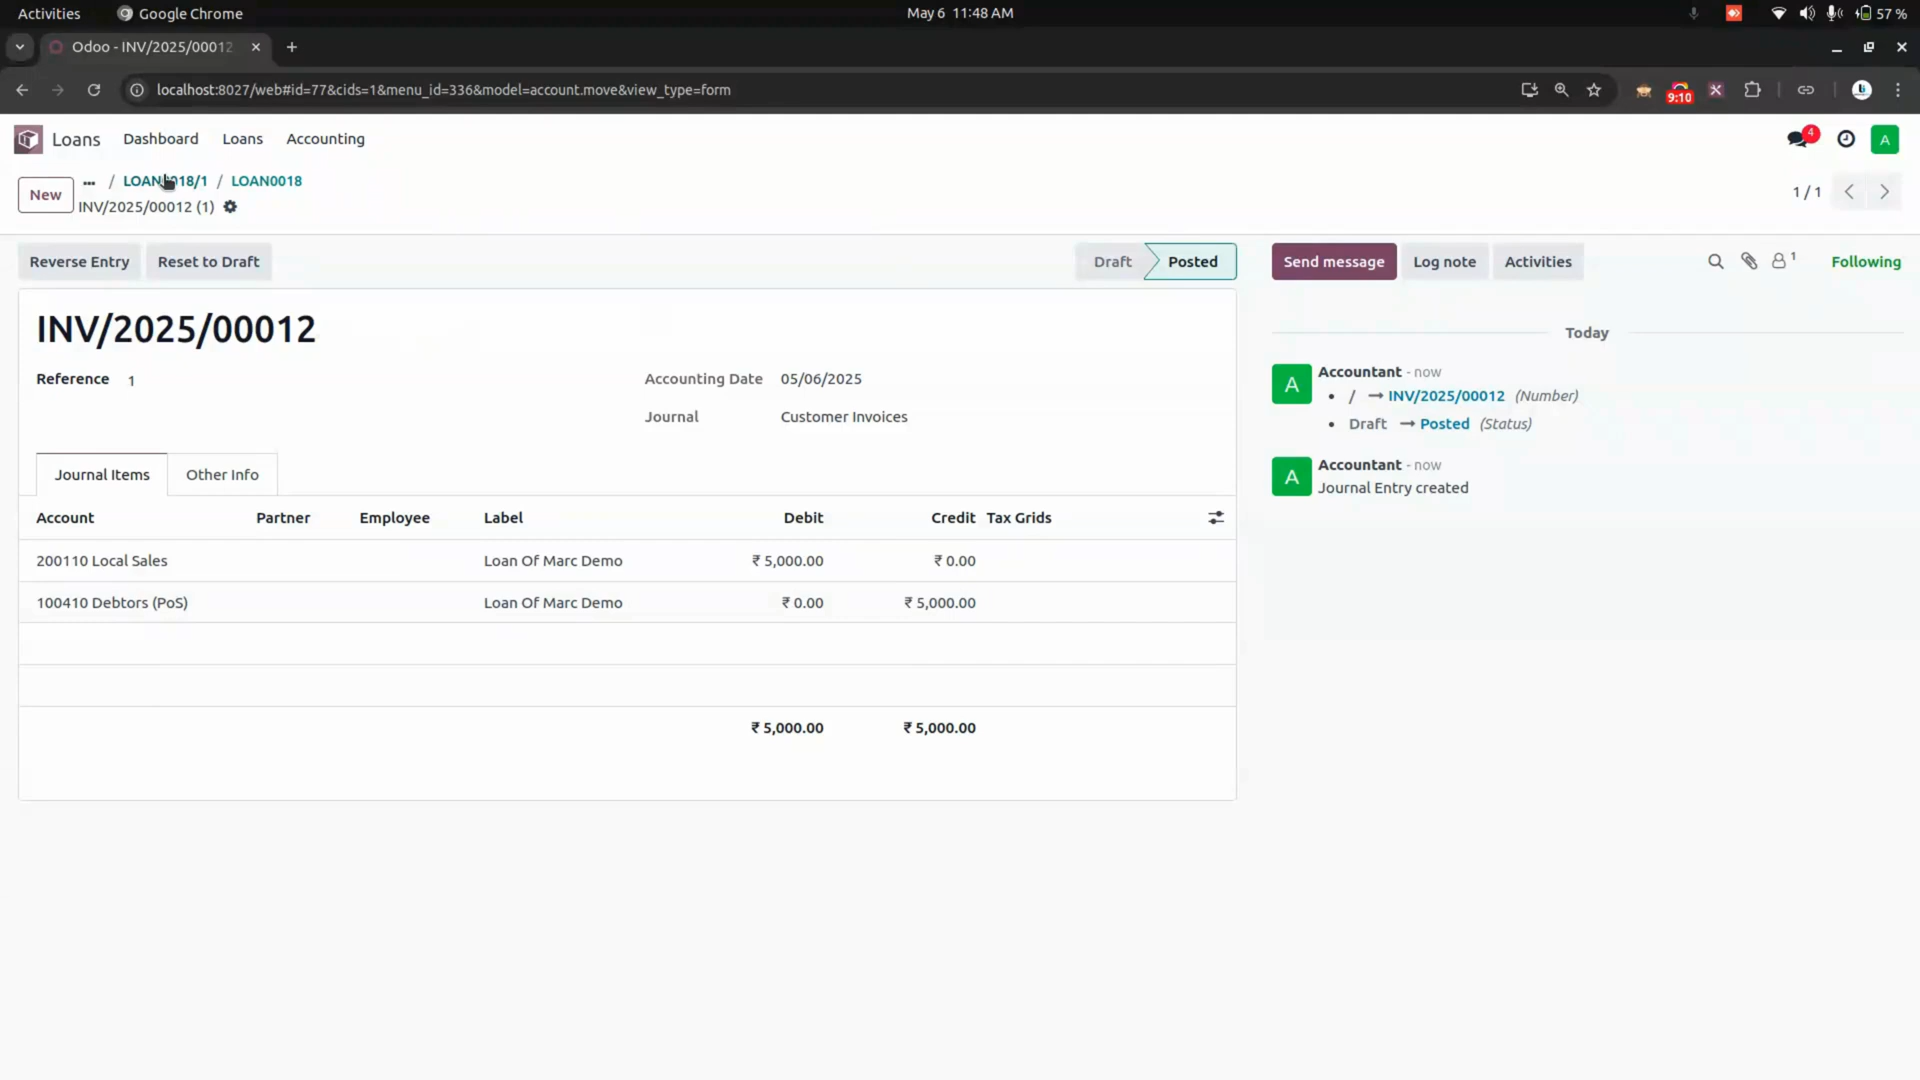 Activities Google Chrome May 6 11:48 AM 57 %
Odoo - INV/2025/00012
localhost:8027/web#id=77&cids=1&menu_id=336&model=account.move&view_type=form 9:10
Loans Dashboard Loans Accounting 4 A
New ... / LOAN0018/1 / LOAN0018
INV/2025/00012 (1) 1 / 1
Reverse Entry Reset to Draft Draft Posted Send message Log note Activities 1 Following
INV/2025/00012
Today
Reference 1 Accounting Date 05/06/2025
Journal Customer Invoices
A Accountant - now
/ → INV/2025/00012 (Number)
Draft → Posted (Status)
A Accountant - now
Journal Entry created
Journal Items Other Info
Account Partner Employee Label Debit Credit Tax Grids
200110 Local Sales Loan Of Marc Demo ₹ 5,000.00 ₹ 0.00
100410 Debtors (PoS) Loan Of Marc Demo ₹ 0.00 ₹ 5,000.00
₹ 5,000.00 ₹ 5,000.00